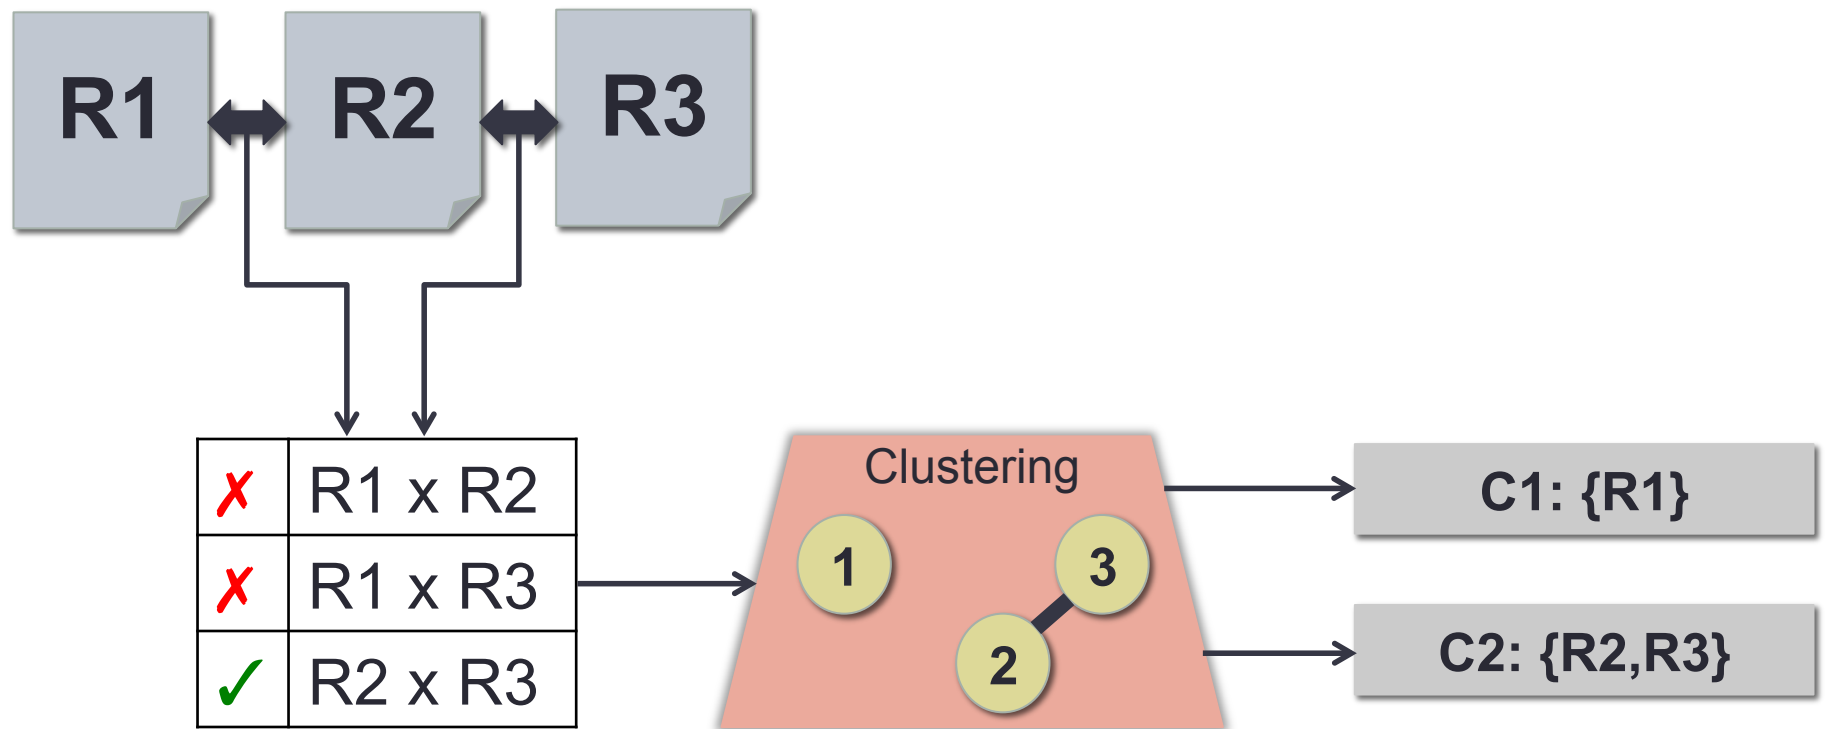 R1
R2
R3
✗ R1 x R2
✗ R1 x R3
✓ R2 x R3
Clustering
1
3
2
C1: {R1}
C2: {R2,R3}